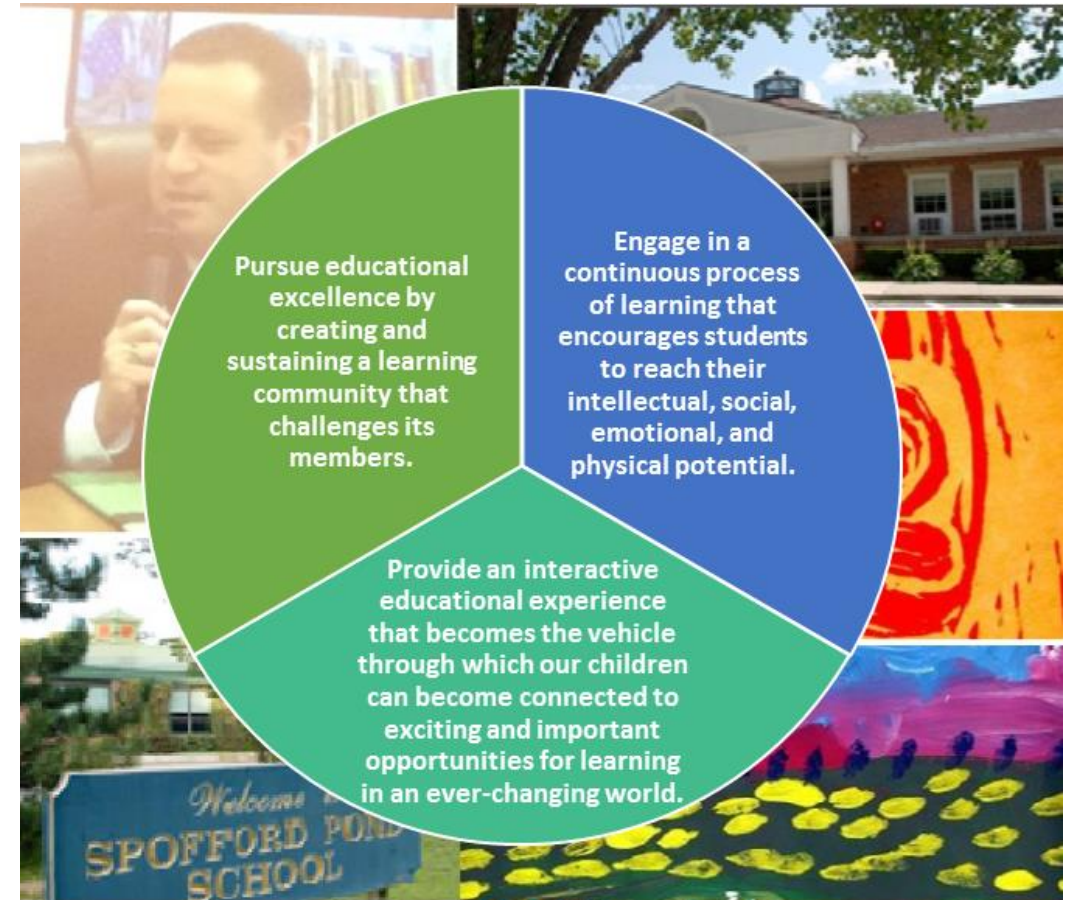 Pursue educational
excellence by
creating and
sustaining a learning
community that
challenges its
members.
Engage in a
continuous process
of learning that
encourages students
to reach their
intellectual, social,
emotional, and
physical potential.
Provide an interactive
educational experience
that becomes the vehicle
through which our children
can become connected to
exciting and important
opportunities for learning
in an ever-changing world.
Welcome
SPOFFORD POND
SCHOOL